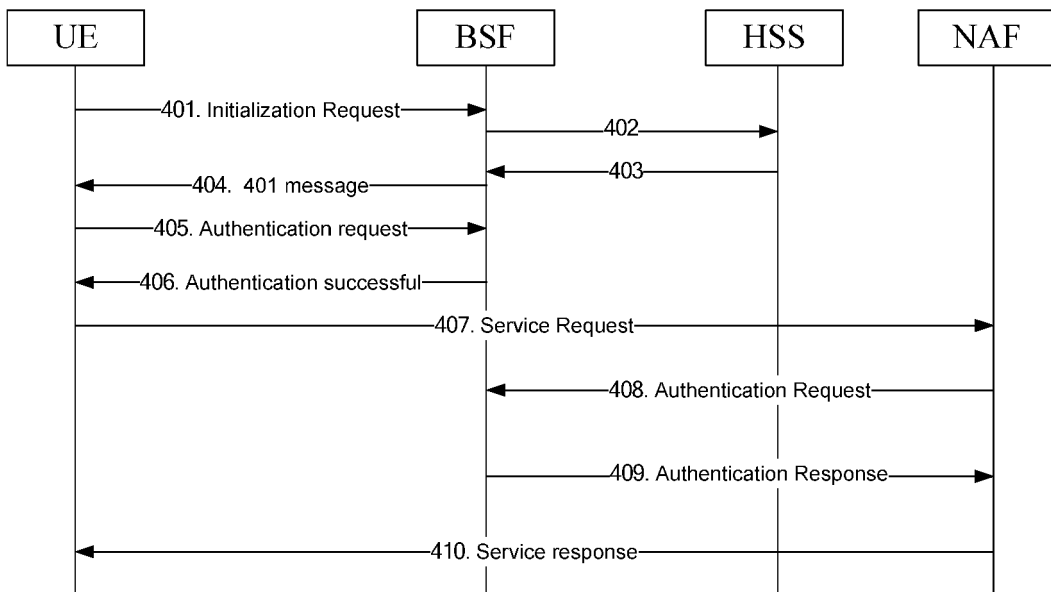 UE
BSF
HSS
NAF
401. Initialization Request
402
403
404. 401 message
405. Authentication request
406. Authentication successful
407. Service Request
408. Authentication Request
409. Authentication Response
410. Service response